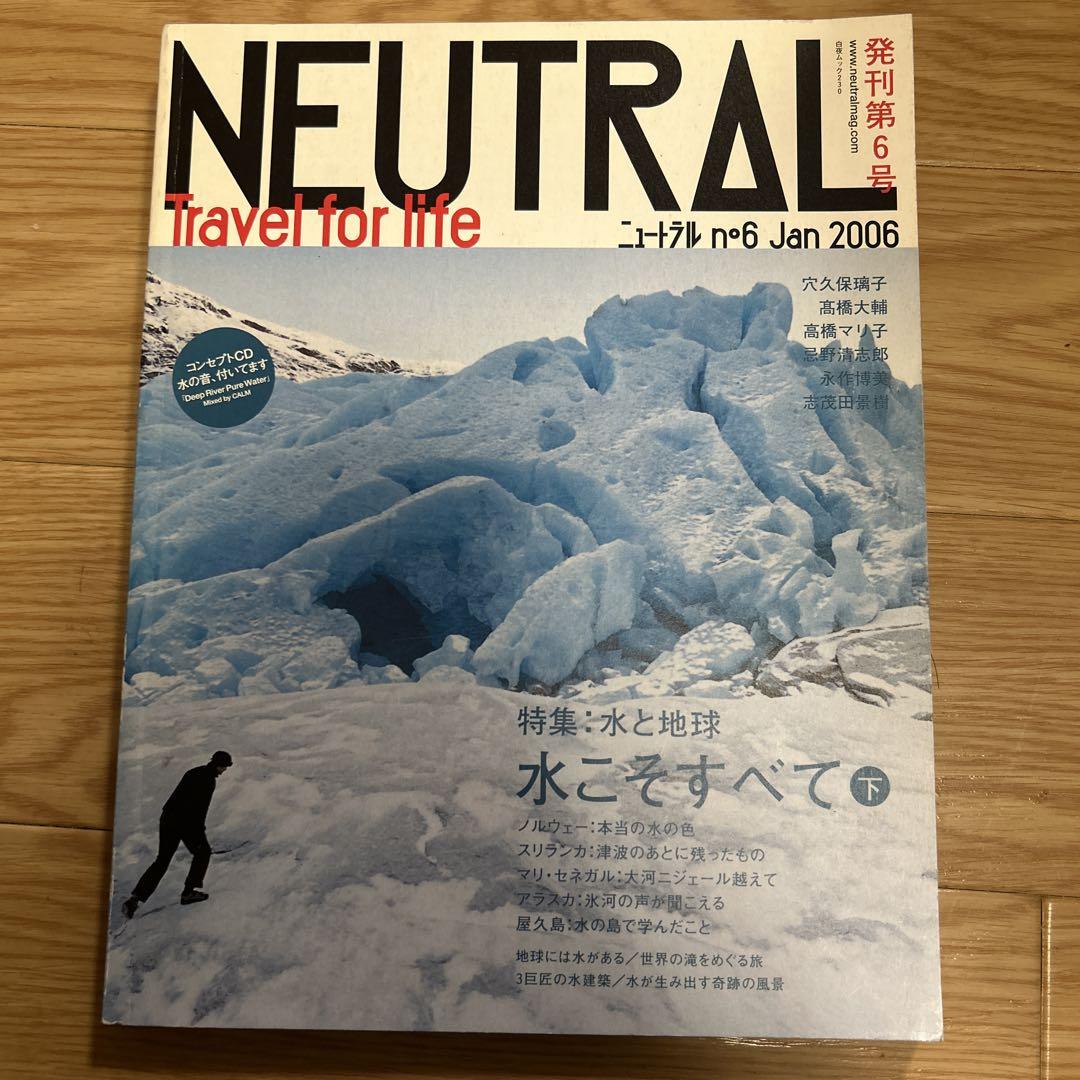 NEUTRAL
Travel for life
ニュートラル nº6 Jan 2006
発刊第6号
www.neutralmag.com
白夜ムック230
穴久保璃子
髙橋大輔
高橋マリ子
忌野清志郎
永作博美
志茂田景樹
コンセプトCD
水の音、付いてます
『Deep River Pure Water』
Mixed by CALM
特集：水と地球
水こそすべて 下
ノルウェー：本当の水の色
スリランカ：津波のあとに残ったもの
マリ・セネガル：大河ニジェール越えて
アラスカ：氷河の声が聞こえる
屋久島：水の島で学んだこと
地球には水がある／世界の滝をめぐる旅
3巨匠の水建築／水が生み出す奇跡の風景